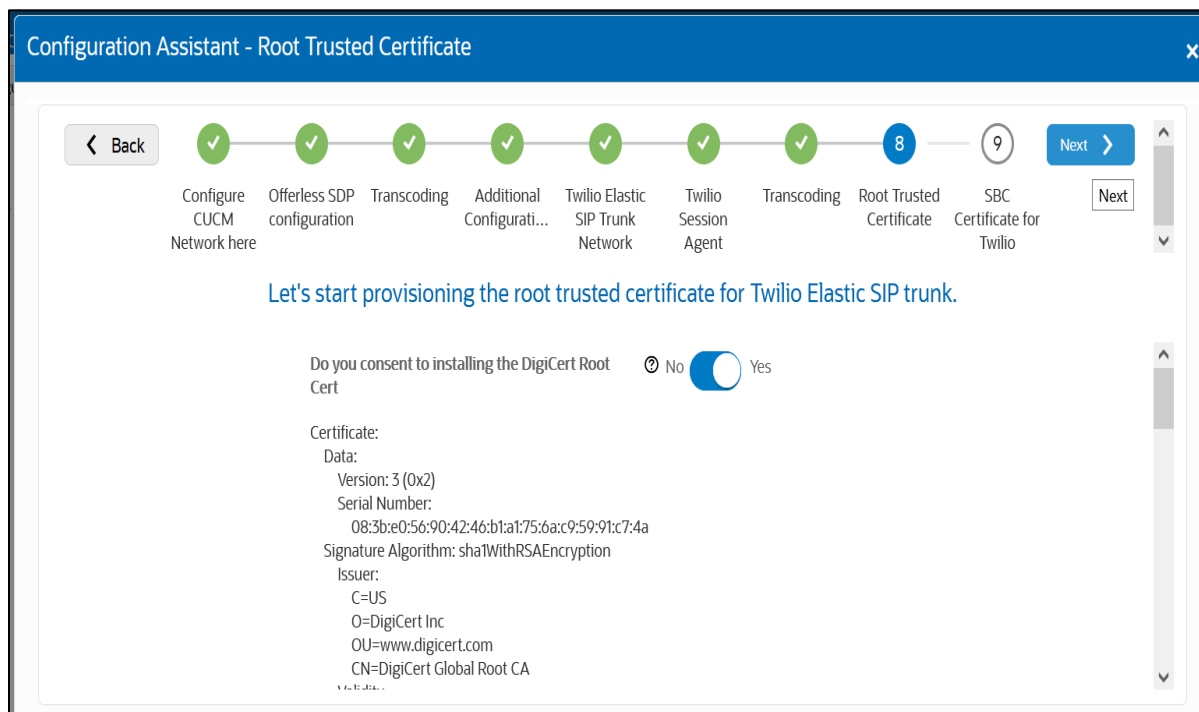 Configuration Assistant - Root Trusted Certificate
×
Back
8
9
Next
Configure
CUCM
Network here
Offerless SDP
configuration
Transcoding
Additional
Configurati...
Twilio Elastic
SIP Trunk
Network
Twilio
Session
Agent
Transcoding
Root Trusted
Certificate
SBC
Certificate for
Twilio
Next
Let's start provisioning the root trusted certificate for Twilio Elastic SIP trunk.
Do you consent to installing the DigiCert Root
Cert
? No Yes
Certificate:
Data:
Version: 3 (0x2)
Serial Number:
08:3b:e0:56:90:42:46:b1:a1:75:6a:c9:59:91:c7:4a
Signature Algorithm: sha1WithRSAEncryption
Issuer:
C=US
O=DigiCert Inc
OU=www.digicert.com
CN=DigiCert Global Root CA
Validity